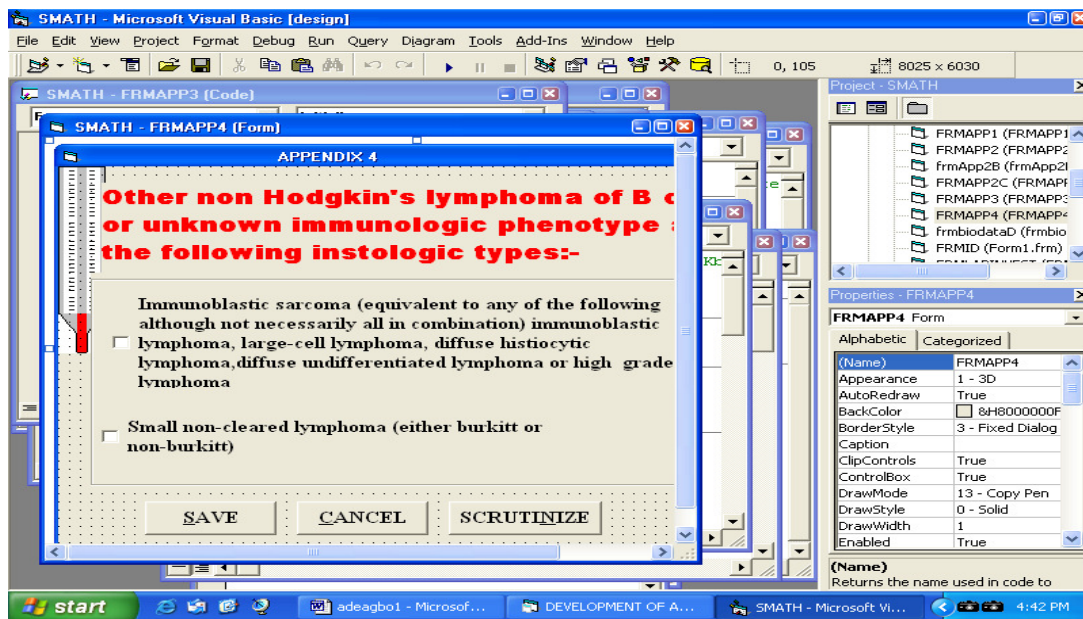 SMATH - Microsoft Visual Basic [design]
File Edit View Project Format Debug Run Query Diagram Tools Add-Ins Window Help
0, 105
8025 x 6030
SMATH - FRMAPP3 (Code)
SMATH - FRMAPP4 (Form)
APPENDIX 4
Other non Hodgkin's lymphoma of B c
or unknown immunologic phenotype a
the following instologic types:-
Immunoblastic sarcoma (equivalent to any of the following
although not necessarily all in combination) immunoblastic
lymphoma, large-cell lymphoma, diffuse histiocytic
lymphoma,diffuse undifferentiated lymphoma or high grade
lymphoma
Small non-cleared lymphoma (either burkitt or
non-burkitt)
SAVE
CANCEL
SCRUTINIZE
Project - SMATH
FRMAPP1 (FRMAPP1
FRMAPP2 (FRMAPP2
frmApp2B (frmApp2I
FRMAPP2C (FRMAPF
FRMAPP3 (FRMAPP3
FRMAPP4 (FRMAPP4
frmbiodataD (frmbio
FRMID (Form1.frm)
Properties - FRMAPP4
FRMAPP4 Form
Alphabetic Categorized
(Name) FRMAPP4
Appearance 1 - 3D
AutoRedraw True
BackColor &H8000000F
BorderStyle 3 - Fixed Dialog
Caption
ClipControls True
ControlBox True
DrawMode 13 - Copy Pen
DrawStyle 0 - Solid
DrawWidth 1
Enabled True
(Name)
Returns the name used in code to
start
adeagbo1 - Microsof...
DEVELOPMENT OF A...
SMATH - Microsoft Vi...
4:42 PM